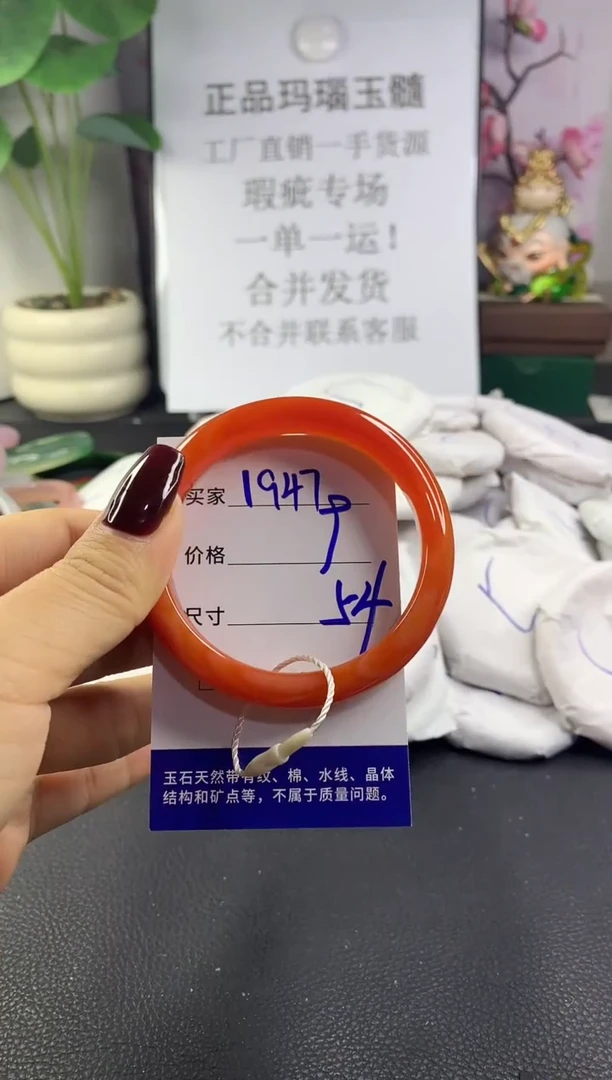 正品玛瑙玉髓
工厂直销一手货源
瑕疵专场
一单一运！
合并发货
不合并联系客服
买家 1947
价格
尺寸 54
玉石天然带有纹、棉、水线、晶体
结构和矿点等，不属于质量问题。